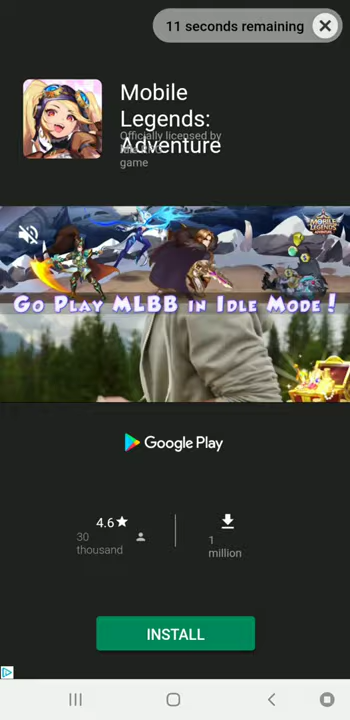 11 seconds remaining
Mobile
Legends:
Adventure
Officially licensed by
game
MOBILE
LEGENDS
ADVENTURE
GO PLAY MLBB IN IDLE MODE!
Google Play
4.6★
30
thousand
1
million
INSTALL